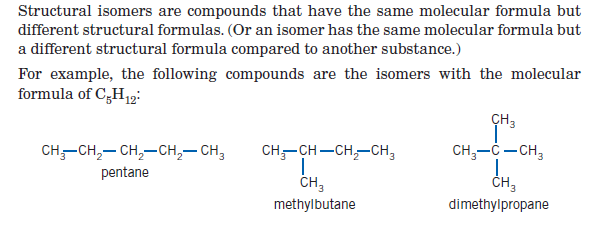 Structural isomers are compounds that have the same molecular formula but
different structural formulas. (Or an isomer has the same molecular formula but
a different structural formula compared to another substance.)
For example, the following compounds are the isomers with the molecular
formula of C₅H₁₂:
CH₃
CH₃—CH₂—CH₂—CH₂—CH₃ CH₃—CH—CH₂—CH₃ CH₃—C—CH₃
pentane CH₃ CH₃
methylbutane dimethylpropane